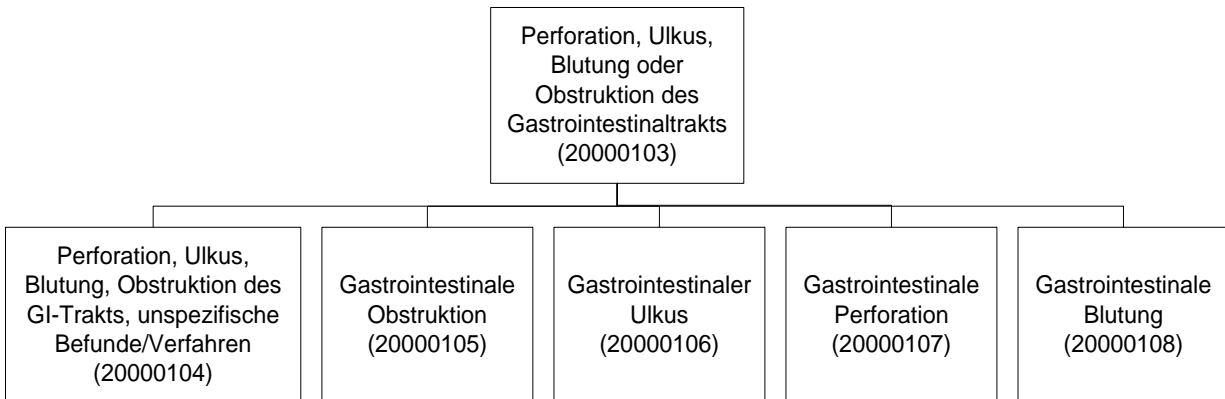 Perforation, Ulkus,
Blutung oder
Obstruktion des
Gastrointestinaltrakts
(20000103)
Perforation, Ulkus,
Blutung, Obstruktion des
GI-Trakts, unspezifische
Befunde/Verfahren
(20000104)
Gastrointestinale
Obstruktion
(20000105)
Gastrointestinaler
Ulkus
(20000106)
Gastrointestinale
Perforation
(20000107)
Gastrointestinale
Blutung
(20000108)